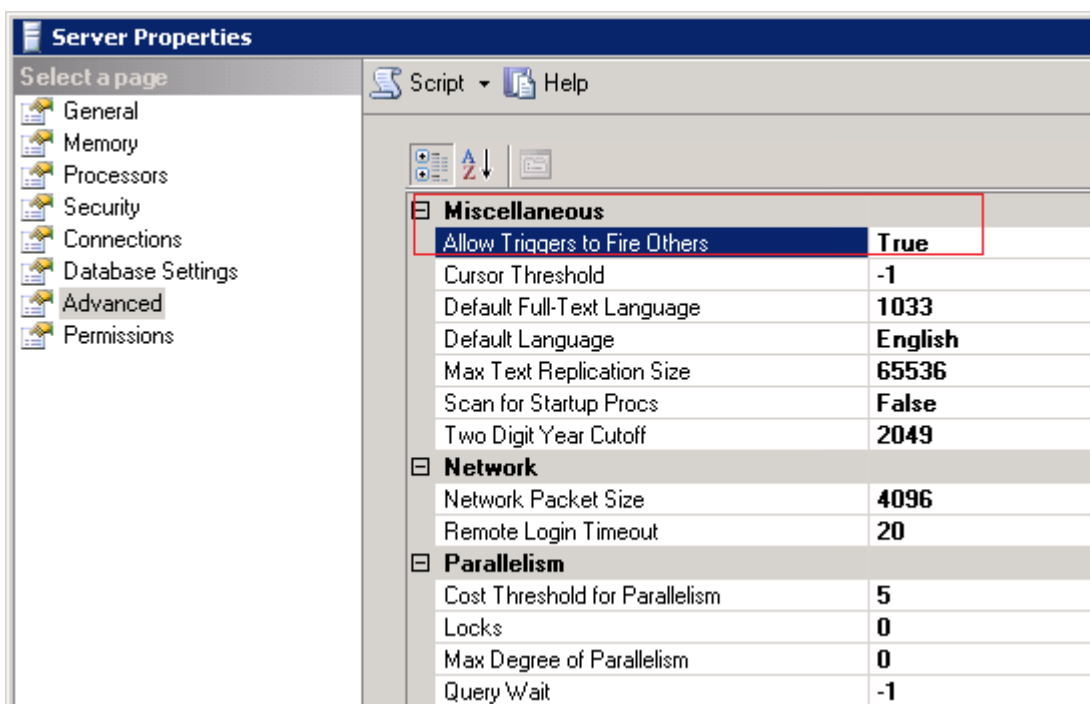 Server Properties
Select a page
General
Memory
Processors
Security
Connections
Database Settings
Advanced
Permissions
Script Help
Miscellaneous
Allow Triggers to Fire Others True
Cursor Threshold -1
Default Full-Text Language 1033
Default Language English
Max Text Replication Size 65536
Scan for Startup Procs False
Two Digit Year Cutoff 2049
Network
Network Packet Size 4096
Remote Login Timeout 20
Parallelism
Cost Threshold for Parallelism 5
Locks 0
Max Degree of Parallelism 0
Query Wait -1